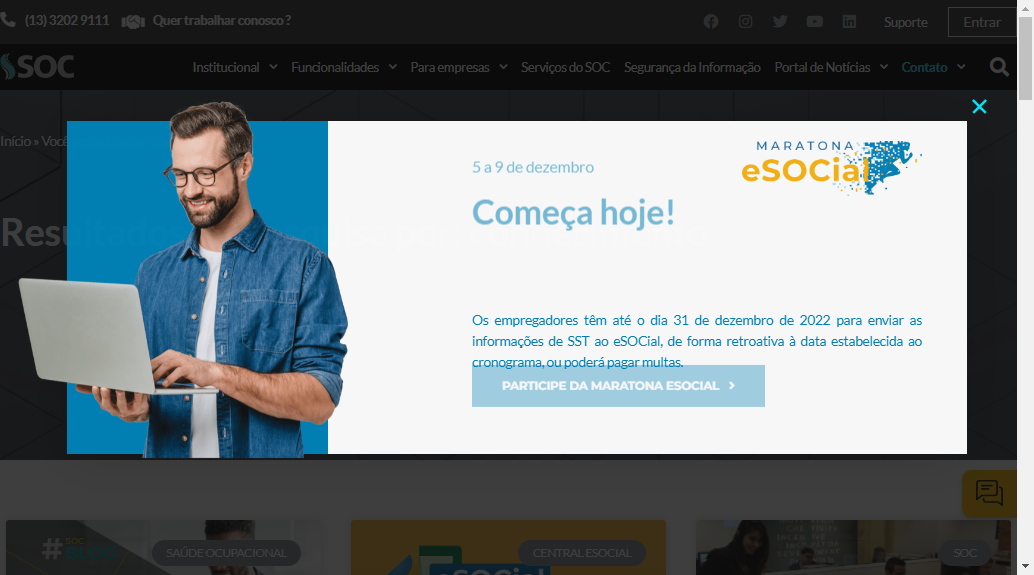 (13) 3202 9111 Quer trabalhar conosco ?
Suporte
Entrar
SOC
Institucional
Funcionalidades
Para empresas
Serviços do SOC
Segurança da Informação
Portal de Notícias
Contato
Início » Você
MARATONA
eSOCial
5 a 9 de dezembro
Começa hoje!
Os empregadores têm até o dia 31 de dezembro de 2022 para enviar as
informações de SST ao eSOCial, de forma retroativa à data estabelecida ao
cronograma, ou poderá pagar multas.
PARTICIPE DA MARATONA ESOCIAL
#SOC
SAÚDE OCUPACIONAL
CENTRAL ESOCIAL
SOC
eSOCial